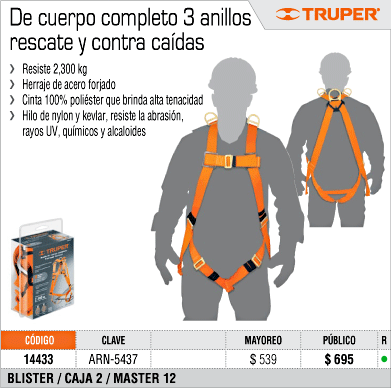 De cuerpo completo 3 anillos
rescate y contra caídas
TRUPER®
› Resiste 2,300 kg
› Herraje de acero forjado
› Cinta 100% poliéster que brinda alta tenacidad
› Hilo de nylon y kevlar, resiste la abrasión,
rayos UV, químicos y alcaloides
TRUPER
CÓDIGO CLAVE MAYOREO PÚBLICO R
14433 ARN-5437 $ 539 $ 695
BLISTER / CAJA 2 / MASTER 12